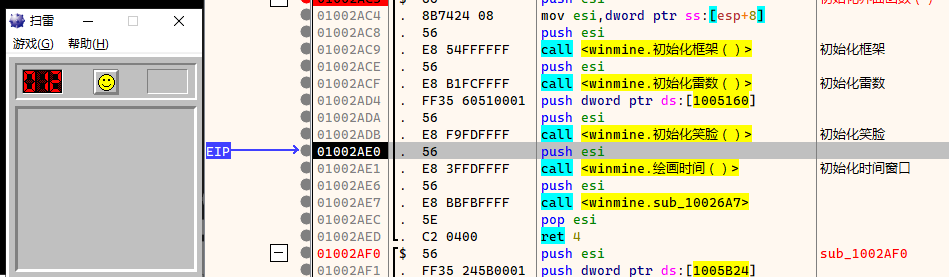 扫雷
游戏(G) 帮助(H)
012
01002AC4 . 8B7424 08 mov esi,dword ptr ss:[esp+8]
01002AC8 . 56 push esi
01002AC9 . E8 54FFFFFF call <winmine.初始化框架()> 初始化框架
01002ACE . 56 push esi
01002ACF . E8 B1FCFFFF call <winmine.初始化雷数()> 初始化雷数
01002AD4 . FF35 60510001 push dword ptr ds:[1005160]
01002ADA . 56 push esi
01002ADB . E8 F9FDFFFF call <winmine.初始化笑脸()> 初始化笑脸
EIP 01002AE0 . 56 push esi
01002AE1 . E8 3FFDFFFF call <winmine.绘画时间()> 初始化时间窗口
01002AE6 . 56 push esi
01002AE7 . E8 BBFBFFFF call <winmine.sub_10026A7>
01002AEC . 5E pop esi
01002AED . C2 0400 ret 4
01002AF0 $ 56 push esi sub_1002AF0
01002AF1 . FF35 245B0001 push dword ptr ds:[1005B24]